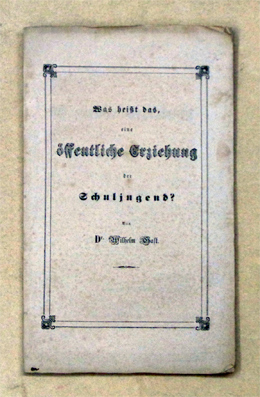 Was heißt das,
eine
öffentliche Erziehung
der
Schuljugend?
Von
Dr Wilhelm